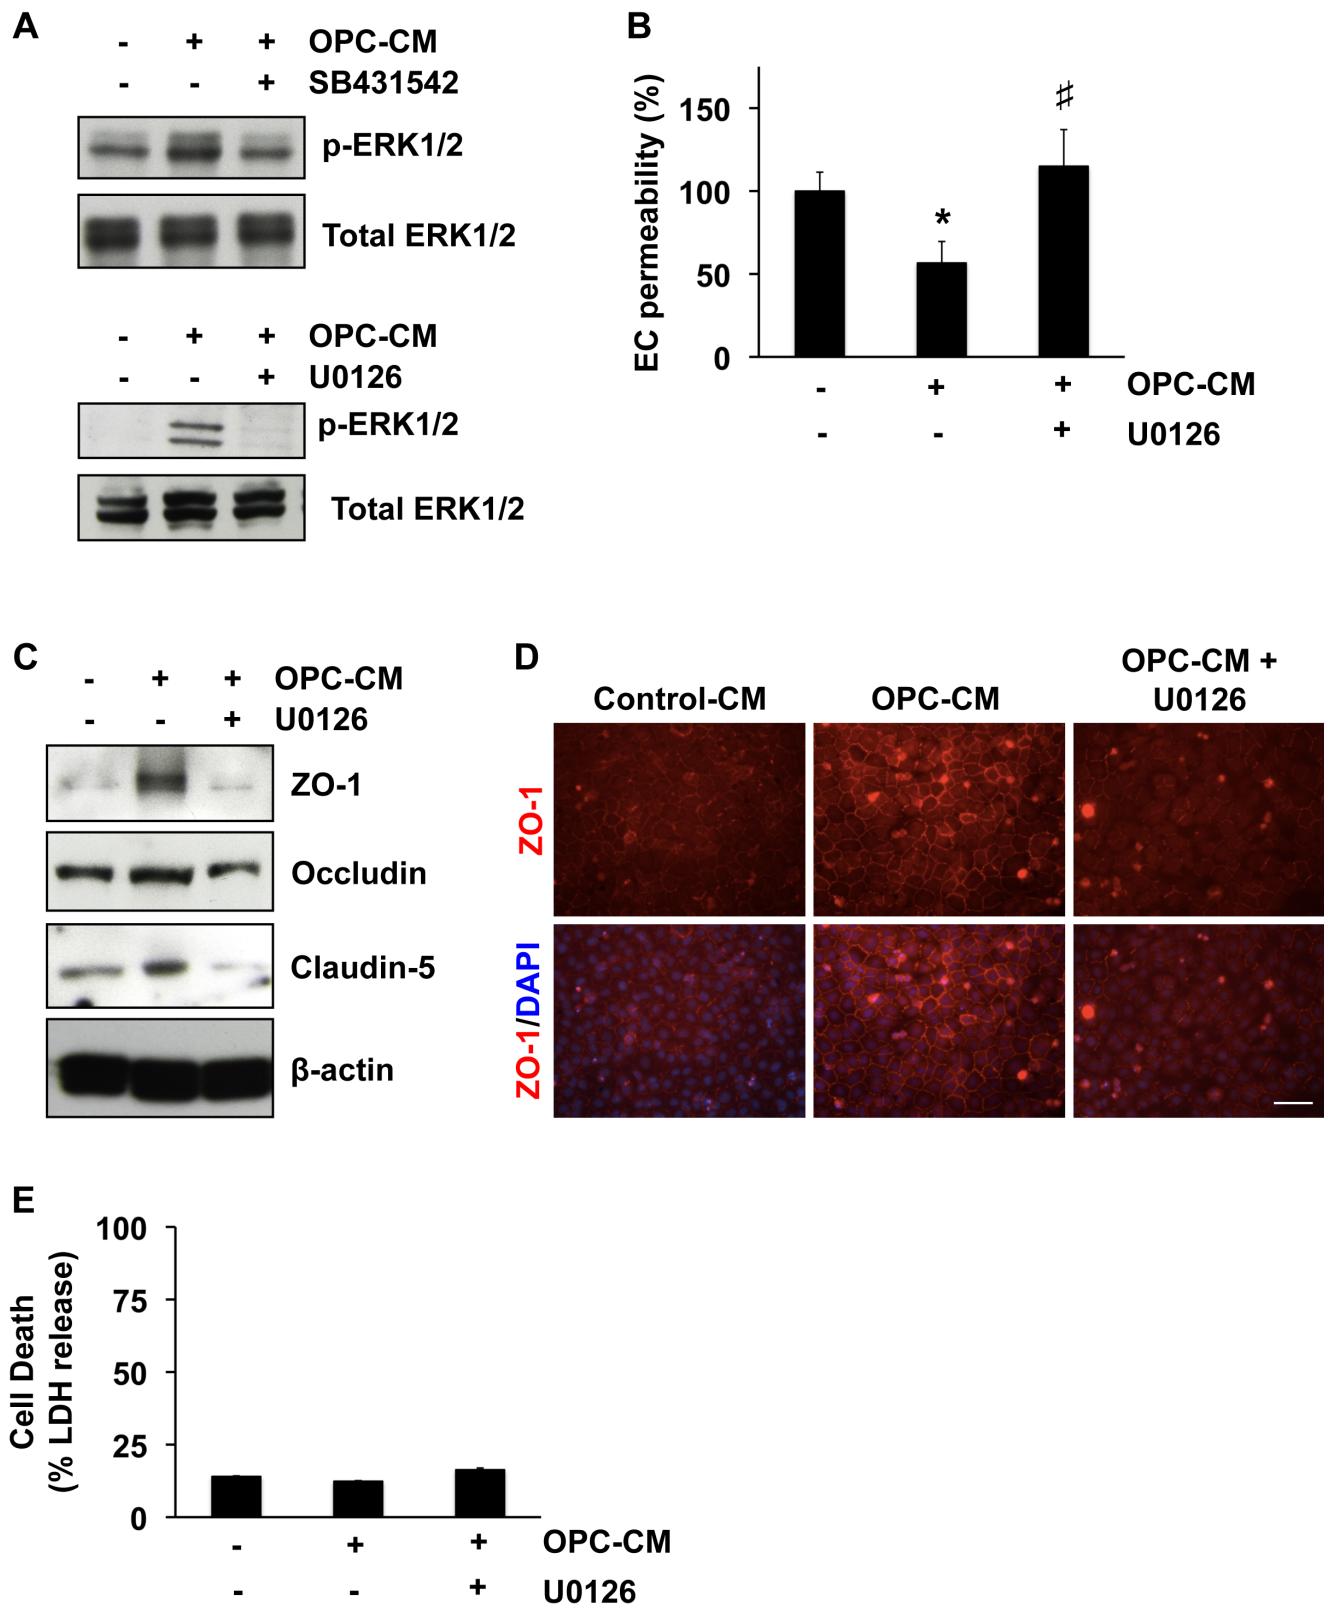 A
- + + OPC-CM
- - + SB431542
p-ERK1/2
Total ERK1/2
- + + OPC-CM
- - + U0126
p-ERK1/2
Total ERK1/2
B
EC permeability (%)
150
100
50
0
*
♯
- + + OPC-CM
- - + U0126
C
- + + OPC-CM
- - + U0126
ZO-1
Occludin
Claudin-5
β-actin
D
Control-CM
OPC-CM
OPC-CM +
U0126
ZO-1
ZO-1/DAPI
E
Cell Death
(% LDH release)
100
75
50
25
0
- + + OPC-CM
- - + U0126